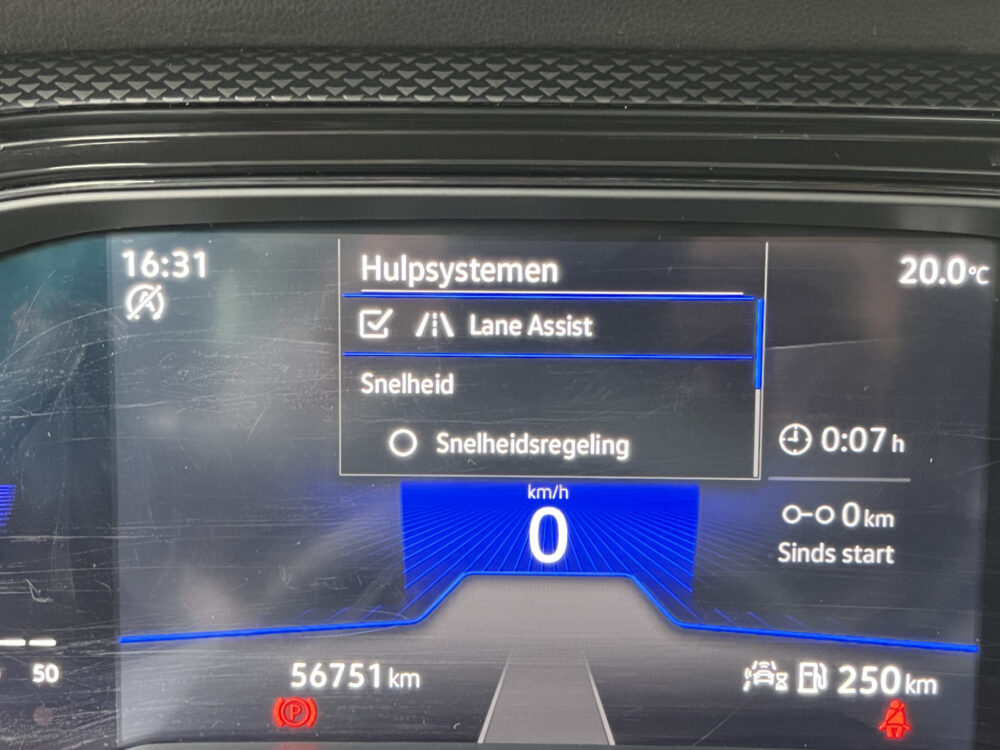 16:31
Hulpsystemen
20.0°C
Lane Assist
Snelheid
Snelheidsregeling
0:07 h
km/h
0
0 km
Sinds start
50
56751 km
250 km
P